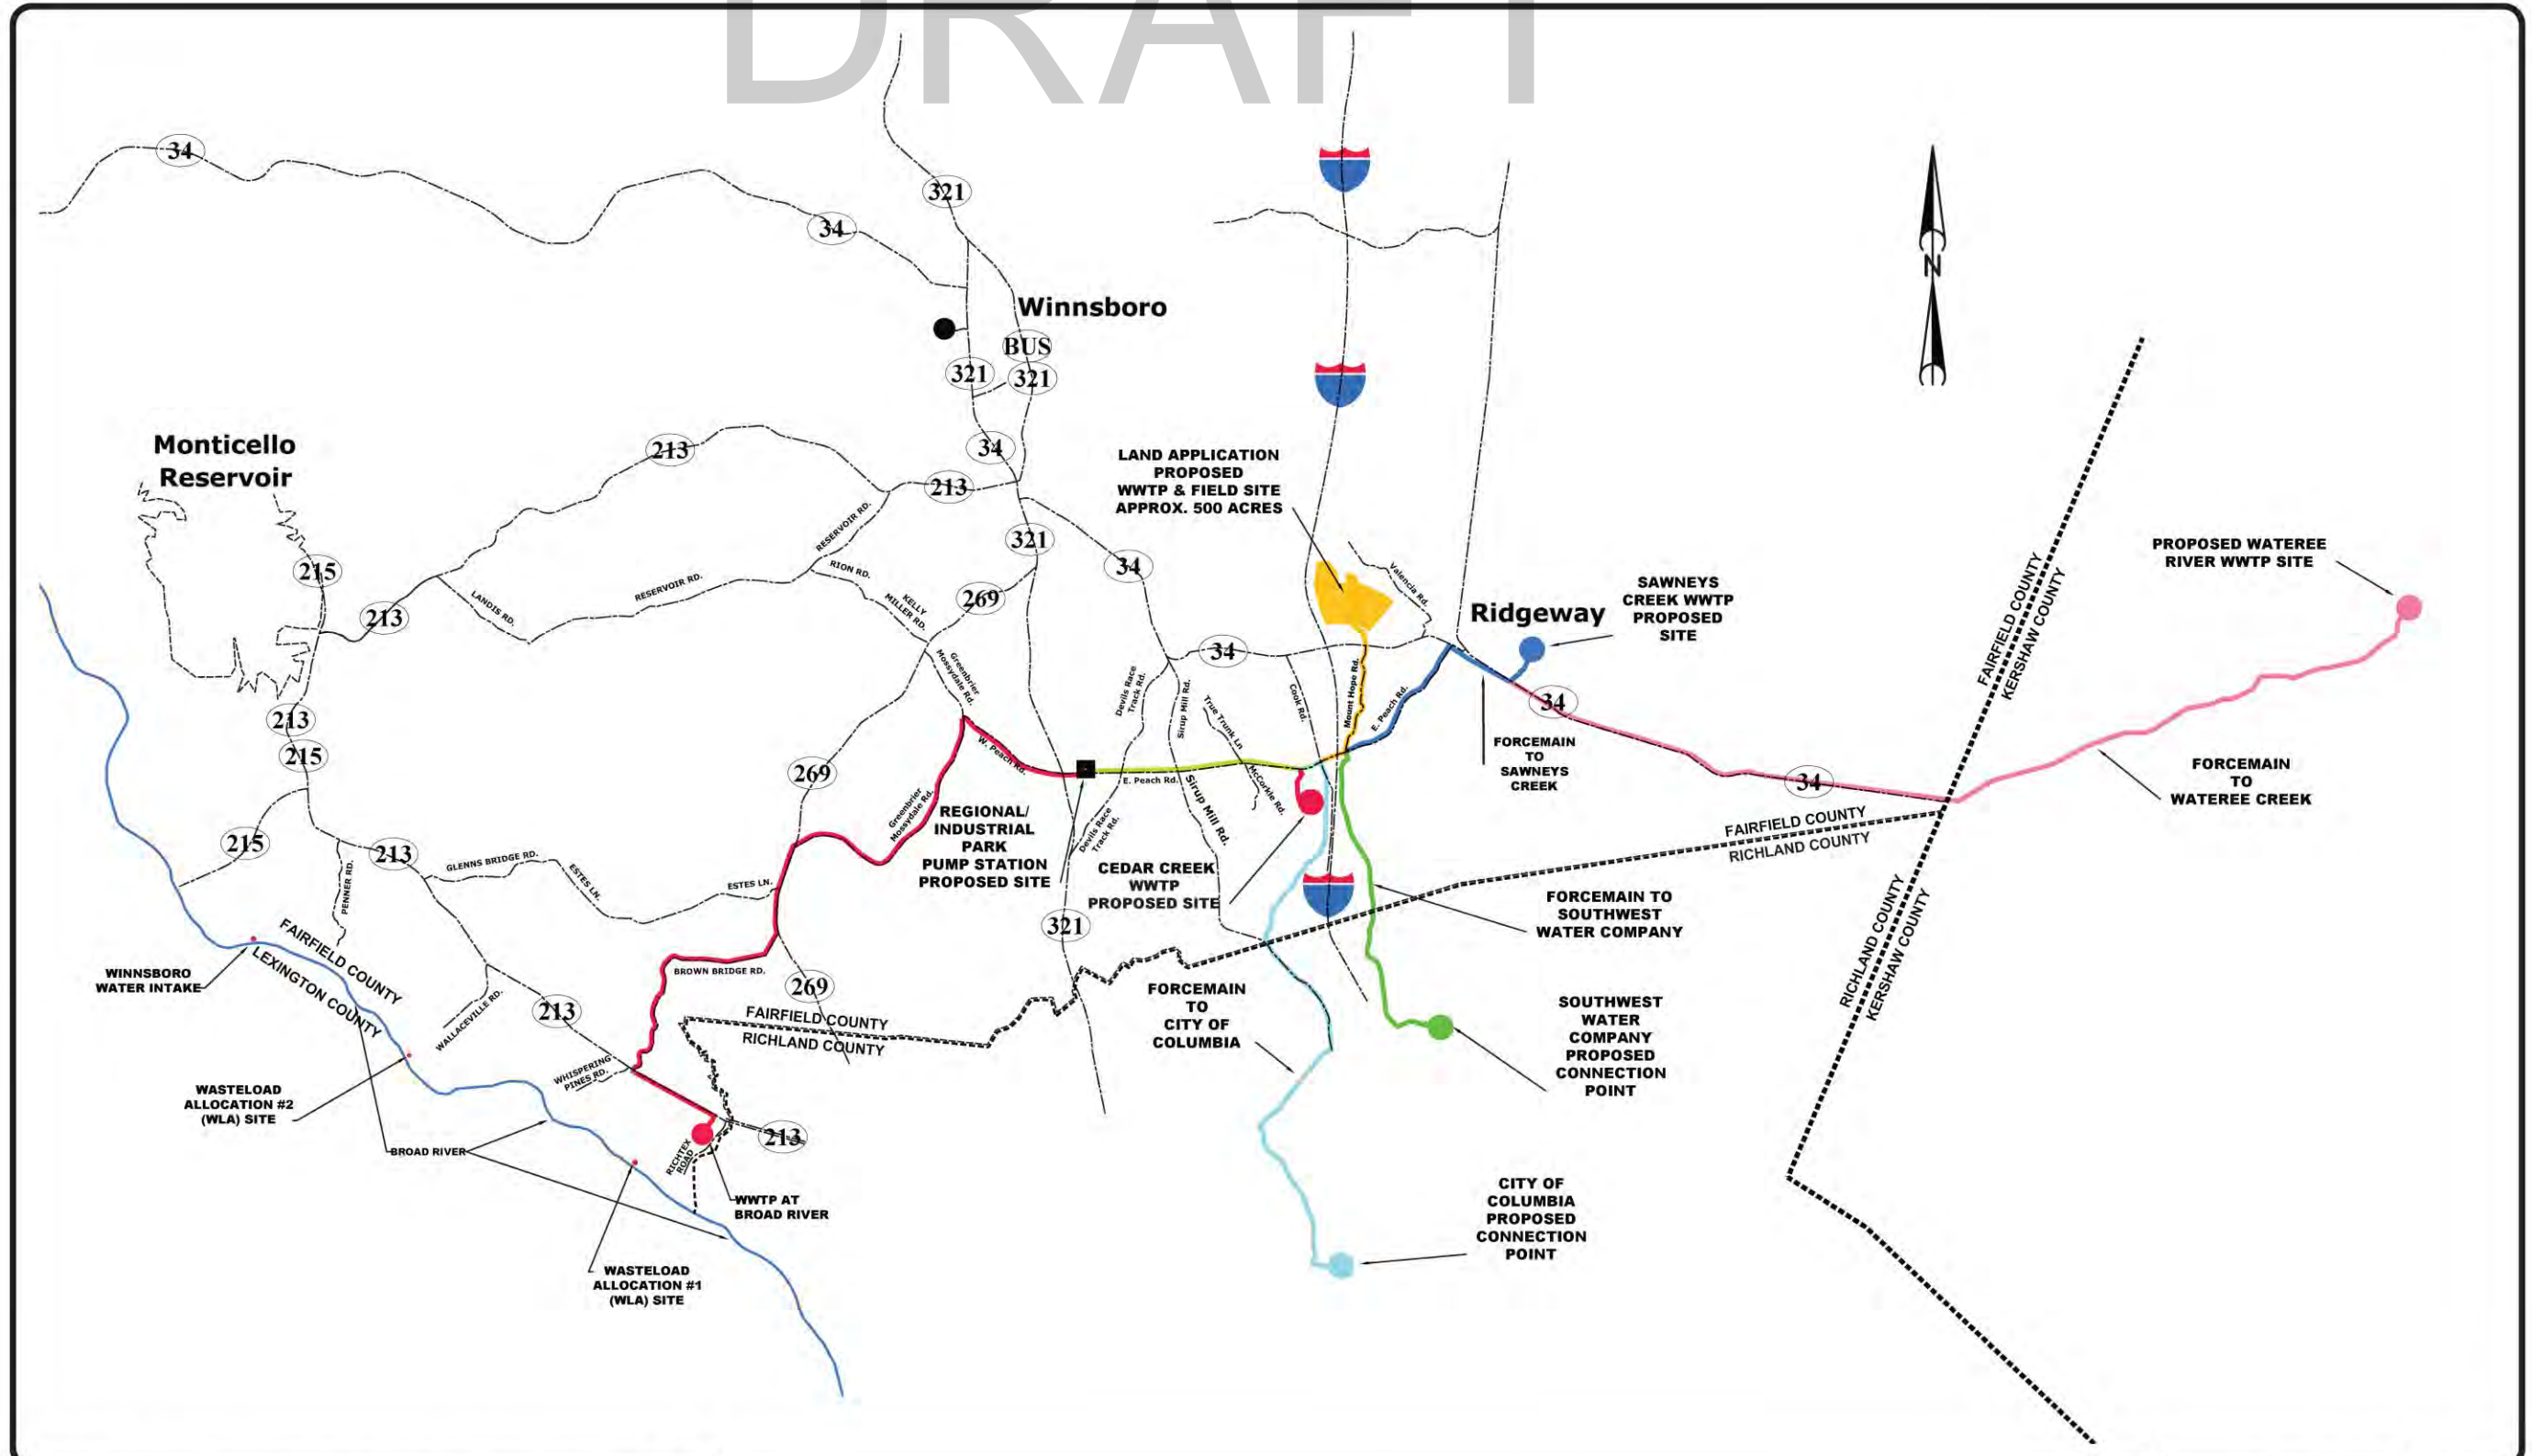 DRAFT
34
321
34
Winnsboro
BUS
321
321
N
Monticello
Reservoir
213
34
213
LAND APPLICATION
PROPOSED
WWTP & FIELD SITE
APPROX. 500 ACRES
RESERVOIR RD.
321
34
215
RION RD.
RESERVOIR RD.
LANDIS RD.
213
KELLY
MILLER RD.
269
Valencia Rd.
Ridgeway
SAWNEYS
CREEK WWTP
PROPOSED
SITE
PROPOSED WATEREE
RIVER WWTP SITE
FAIRFIELD COUNTY
KERSHAW COUNTY
34
Greenbrier
Mossydale Rd.
Devils Race
Track Rd.
Sirup Mill Rd.
True Trunk Ln
Cook Rd.
Mount Hope Rd.
E. Peach Rd.
34
213
215
W. Peach Rd.
E. Peach Rd.
McCorkle Rd.
FORCEMAIN
TO
SAWNEYS
CREEK
34
FORCEMAIN
TO
WATEREE CREEK
269
Greenbrier
Mossydale Rd.
REGIONAL/
INDUSTRIAL
PARK
PUMP STATION
PROPOSED SITE
Devils Race
Track Rd.
Sirup Mill Rd.
CEDAR CREEK
WWTP
PROPOSED SITE
FAIRFIELD COUNTY
RICHLAND COUNTY
215
213
GLENNS BRIDGE RD.
ESTES LN.
ESTES LN.
PENNER RD.
321
FORCEMAIN TO
SOUTHWEST
WATER COMPANY
RICHLAND COUNTY
KERSHAW COUNTY
FAIRFIELD COUNTY
LEXINGTON COUNTY
WINNSBORO
WATER INTAKE
BROWN BRIDGE RD.
269
WALLACEVILLE RD.
213
FAIRFIELD COUNTY
RICHLAND COUNTY
FORCEMAIN
TO
CITY OF
COLUMBIA
SOUTHWEST
WATER
COMPANY
PROPOSED
CONNECTION
POINT
WHISPERING
PINES RD.
WASTELOAD
ALLOCATION #2
(WLA) SITE
BROAD RIVER
213
RICHTEX
ROAD
WWTP AT
BROAD RIVER
CITY OF
COLUMBIA
PROPOSED
CONNECTION
POINT
WASTELOAD
ALLOCATION #1
(WLA) SITE